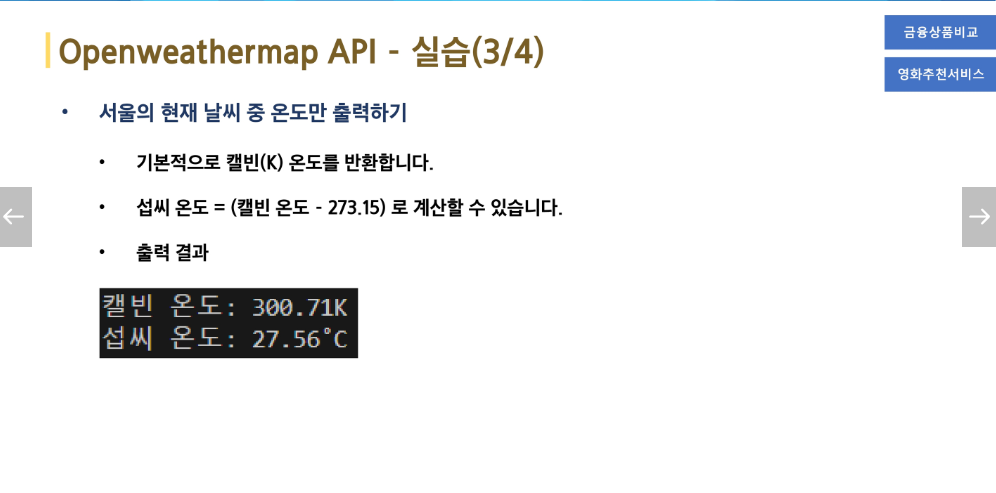 Openweathermap API - 실습(3/4)
금융상품비교
영화추천서비스
• 서울의 현재 날씨 중 온도만 출력하기
• 기본적으로 캘빈(K) 온도를 반환합니다.
• 섭씨 온도 = (캘빈 온도 - 273.15) 로 계산할 수 있습니다.
• 출력 결과
캘빈 온도: 300.71K
섭씨 온도: 27.56°C